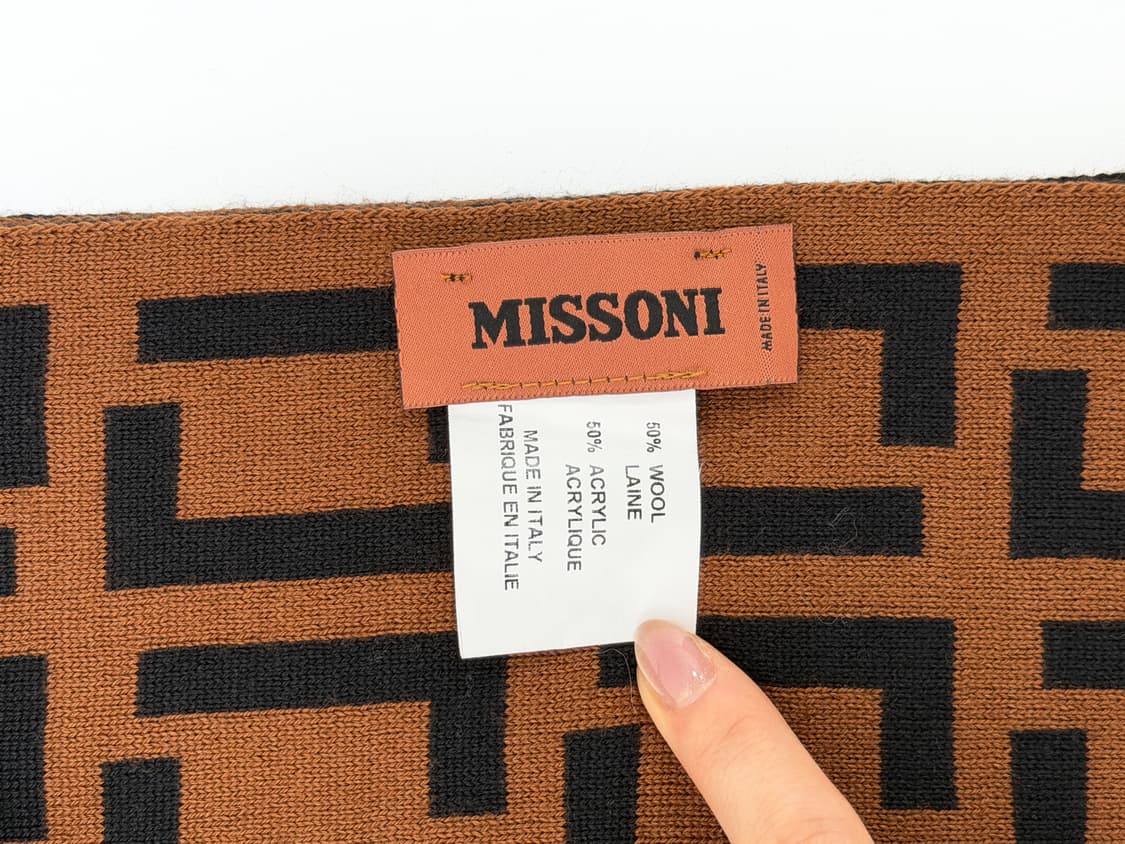 MISSONI
MADE IN ITALY
50% WOOL
LAINE
50% ACRYLIC
ACRYLIQUE
MADE IN ITALY
FABRIQUE EN ITALIE